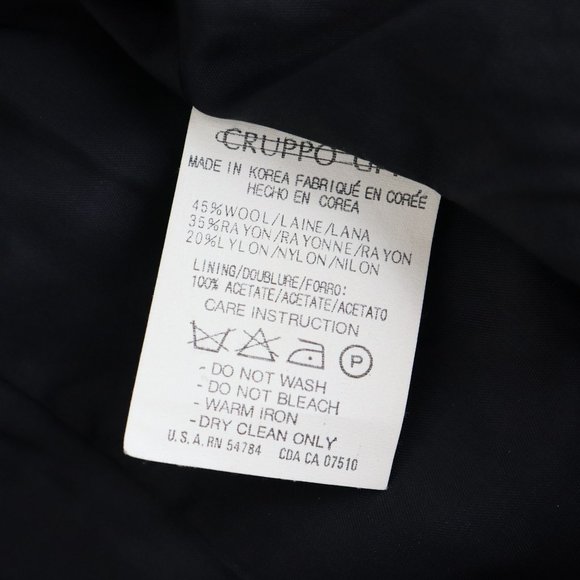 CRUPPO
MADE IN KOREA FABRIQUÉ EN CORÉE
HECHO EN COREA
45%WOOL/LAINE/LANA
35%RAYON/RAYONNE/RAYON
20%LYLON/NYLON/NILON
LINING/DOUBLURE/FORRO:
100% ACETATE/ACETATE/ACETATO
CARE INSTRUCTION
P
- DO NOT WASH
- DO NOT BLEACH
- WARM IRON
-DRY CLEAN ONLY
U.S.A. RN 54784 CDA CA 07510